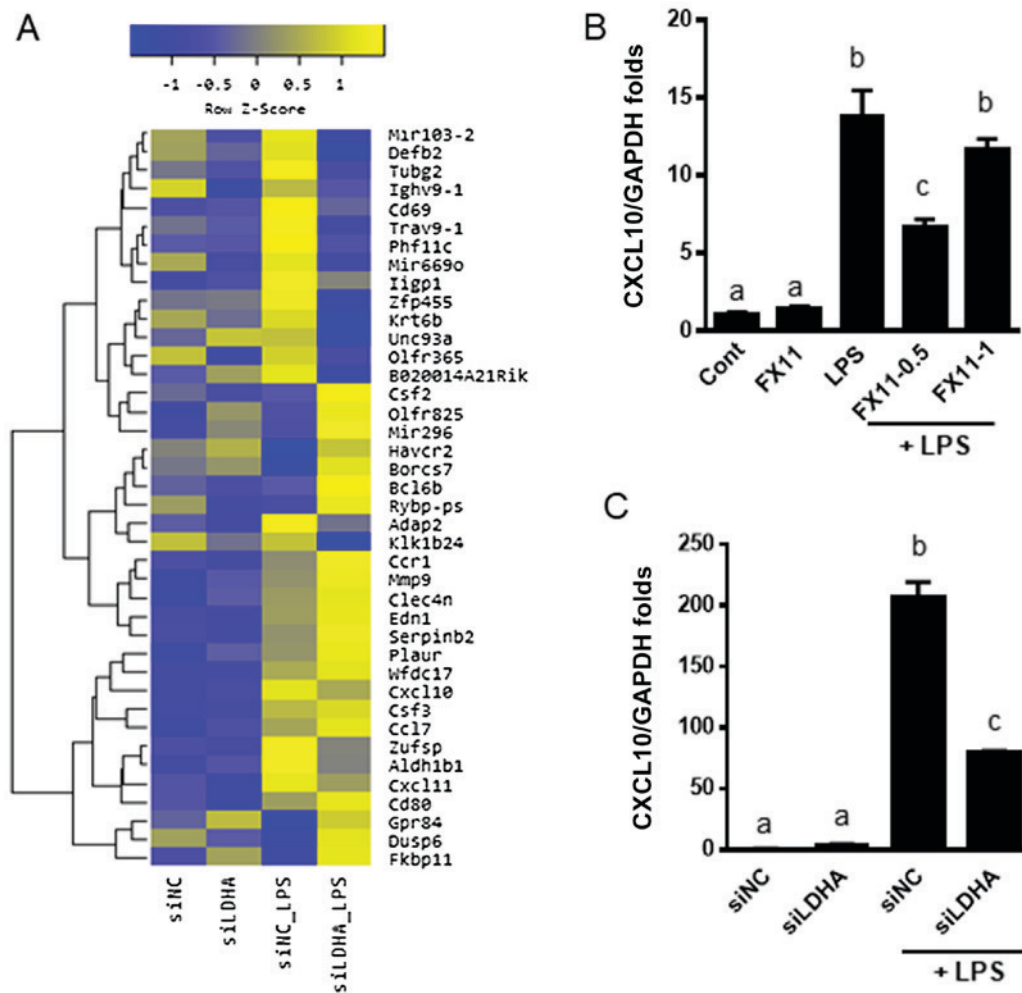 A
-1 -0.5 0 0.5 1
Row Z-Score
Mir103-2
Defb2
Tubg2
Ighv9-1
Cd69
Trav9-1
Phf11c
Mir669o
Iigp1
Zfp455
Krt6b
Unc93a
Olfr365
B020014A21Rik
Csf2
Olfr825
Mir296
Havcr2
Borcs7
Bcl6b
Rybp-ps
Adap2
Klk1b24
Ccr1
Mmp9
Clec4n
Edn1
Serpinb2
Plaur
Wfdc17
Cxcl10
Csf3
Ccl7
Zufsp
Aldh1b1
Cxcl11
Cd80
Gpr84
Dusp6
Fkbp11
siNC
siLDHA
siNC_LPS
siLDHA_LPS
B
CXCL10/GAPDH folds
20
15
10
5
0
a
a
b
c
b
Cont
FX11
LPS
FX11-0.5
FX11-1
+ LPS
C
CXCL10/GAPDH folds
250
200
150
100
50
0
a
a
b
c
siNC
siLDHA
siNC
siLDHA
+ LPS